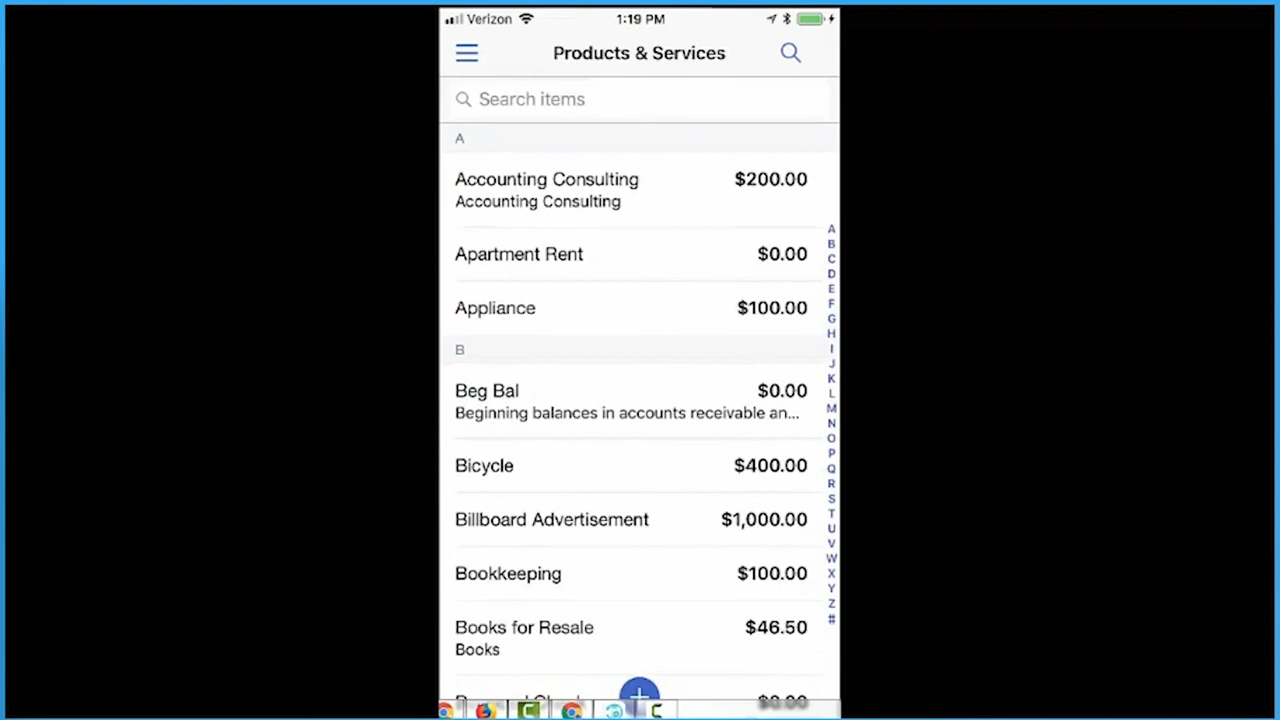 Verizon 1:19 PM
Products & Services
Search items
A
Accounting Consulting $200.00
Accounting Consulting
Apartment Rent $0.00
Appliance $100.00
B
Beg Bal $0.00
Beginning balances in accounts receivable an...
Bicycle $400.00
Billboard Advertisement $1,000.00
Bookkeeping $100.00
Books for Resale $46.50
Books
$0.00
A
B
C
D
E
F
G
H
I
J
K
L
M
N
O
P
Q
R
S
T
U
V
W
X
Y
Z
#